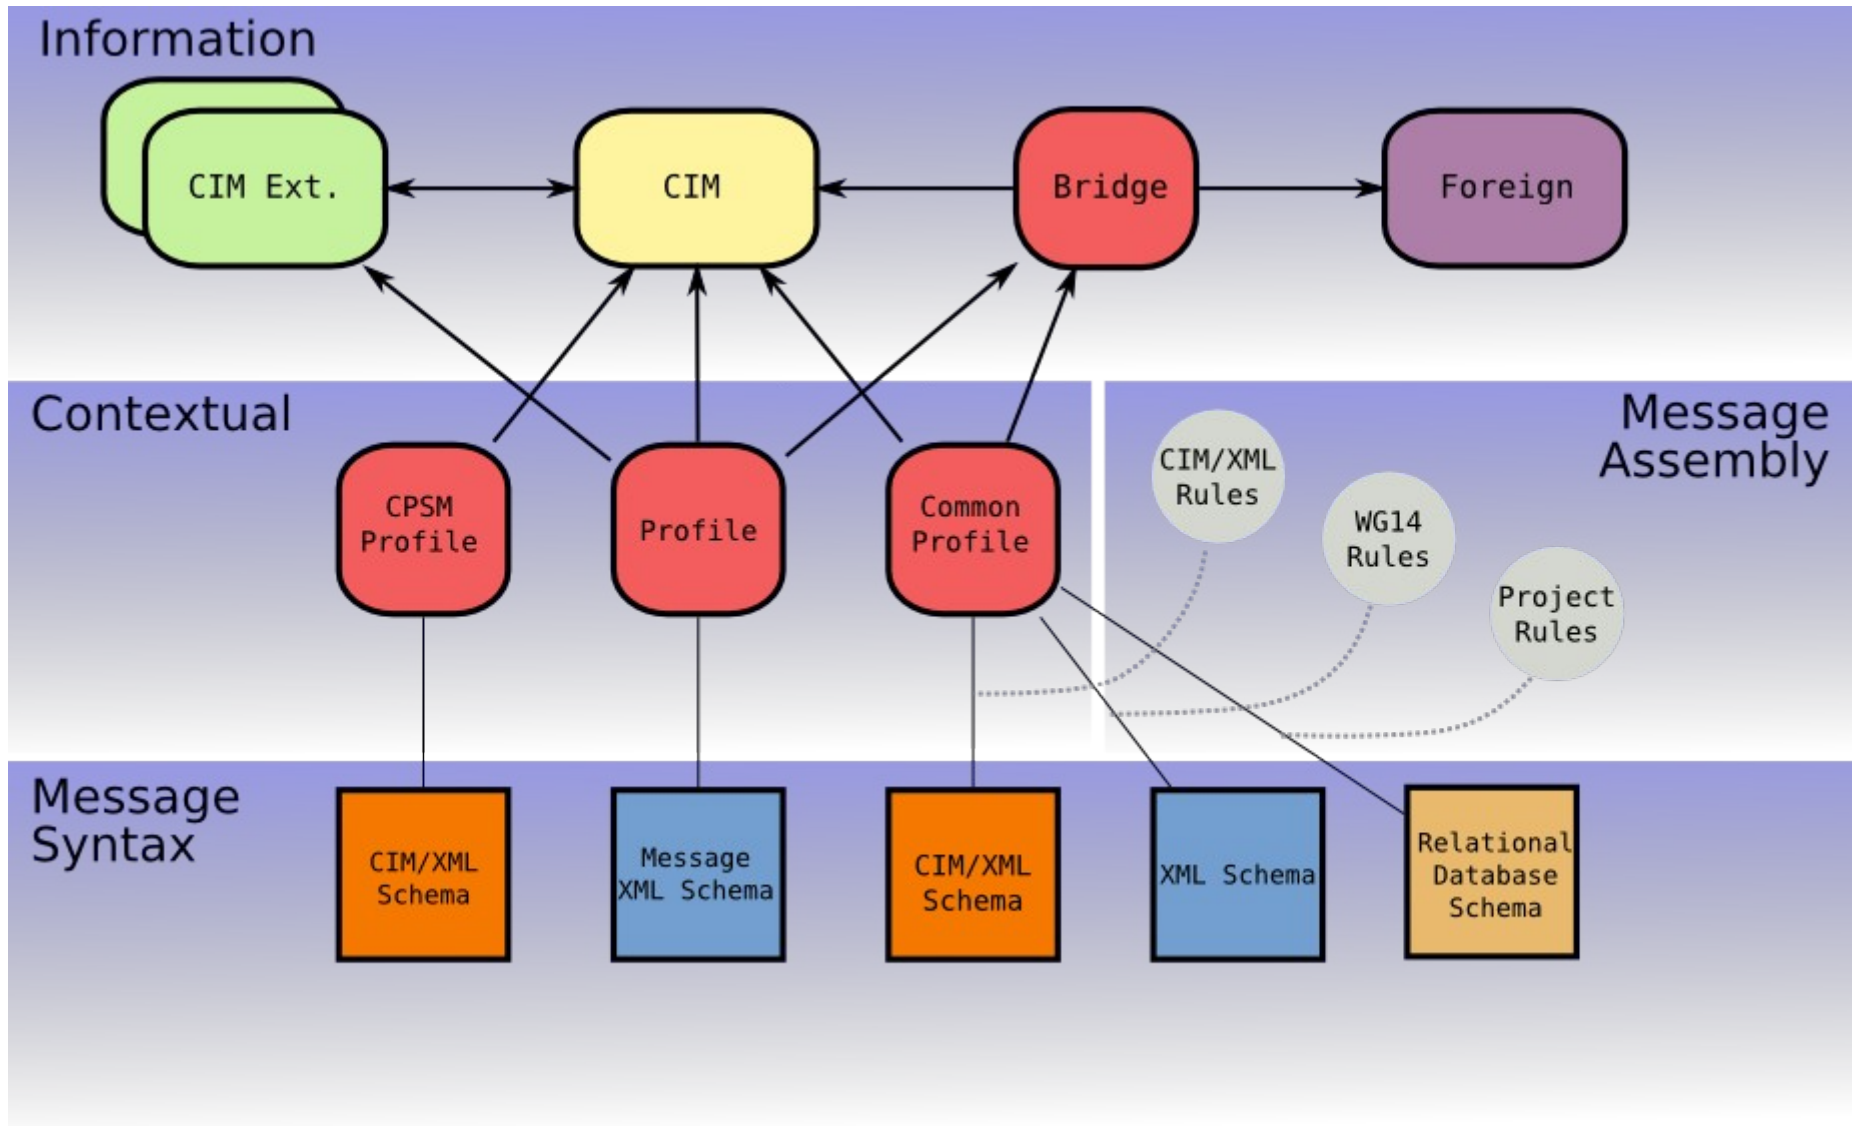 Information
CIM Ext.
CIM
Bridge
Foreign
Contextual
Message
Assembly
CPSM
Profile
Profile
Common
Profile
CIM/XML
Rules
WG14
Rules
Project
Rules
Message
Syntax
CIM/XML
Schema
Message
XML Schema
CIM/XML
Schema
XML Schema
Relational
Database
Schema